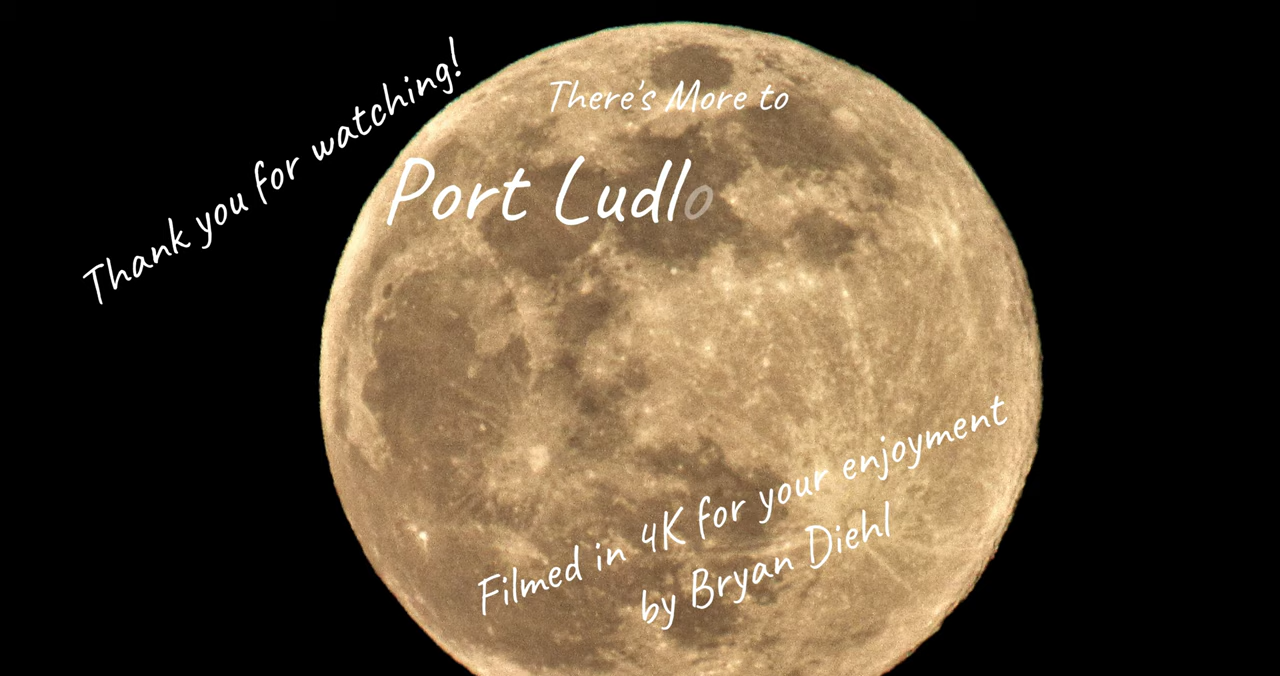 Thank you for watching!
There's More to
Port Ludlo
Filmed in 4K for your enjoyment
by Bryan Diehl